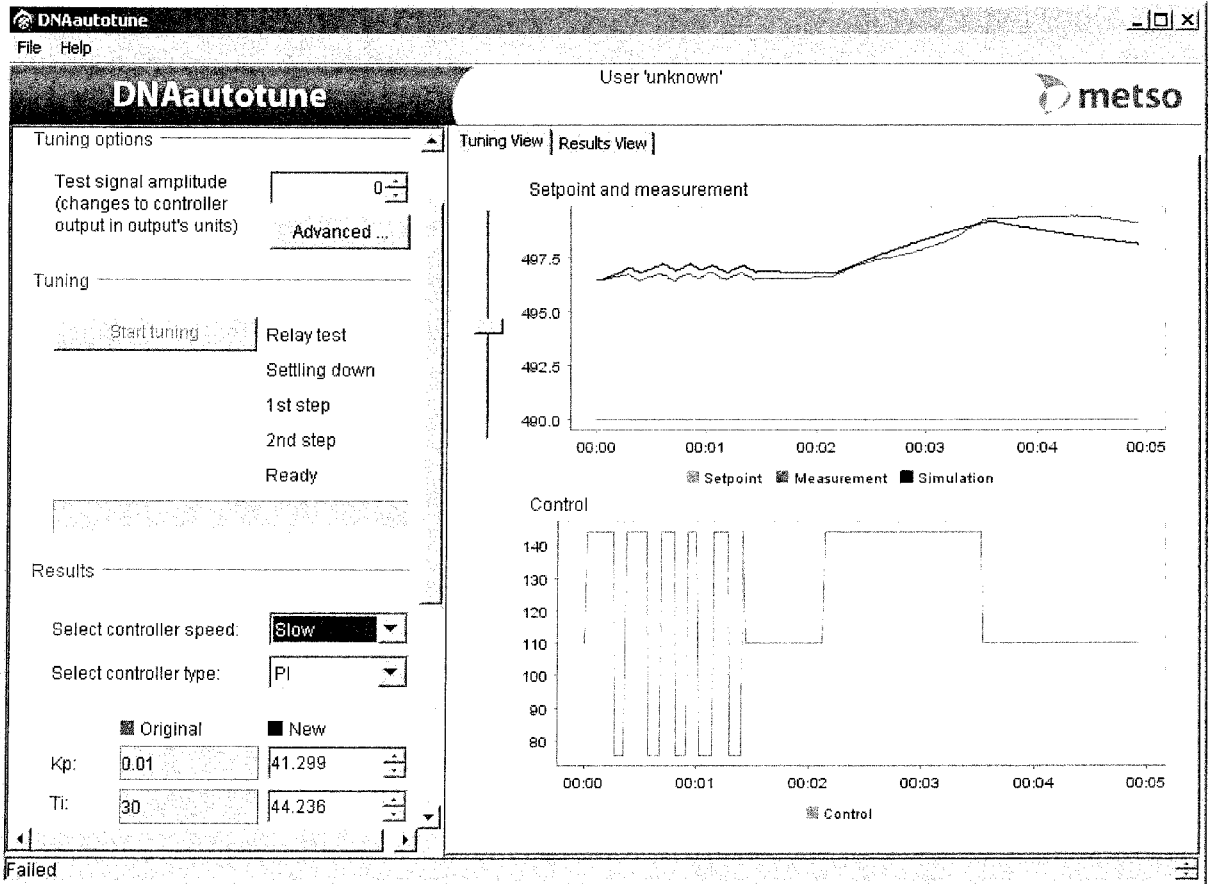 DNAautotune
File Help
DNAautotune
User 'unknown'
metso
Tuning options
Test signal amplitude
(changes to controller
output in output's units)
0
Advanced ...
Tuning
Start tuning
Relay test
Settling down
1st step
2nd step
Ready
Results
Select controller speed: Slow
Select controller type: PI
Original New
Kp: 0.01 41.299
Ti: 30 44.236
Failed
Tuning View Results View
Setpoint and measurement
497.5
495.0
492.5
490.0
00:00 00:01 00:02 00:03 00:04 00:05
Setpoint Measurement Simulation
Control
140
130
120
110
100
90
80
00:00 00:01 00:02 00:03 00:04 00:05
Control